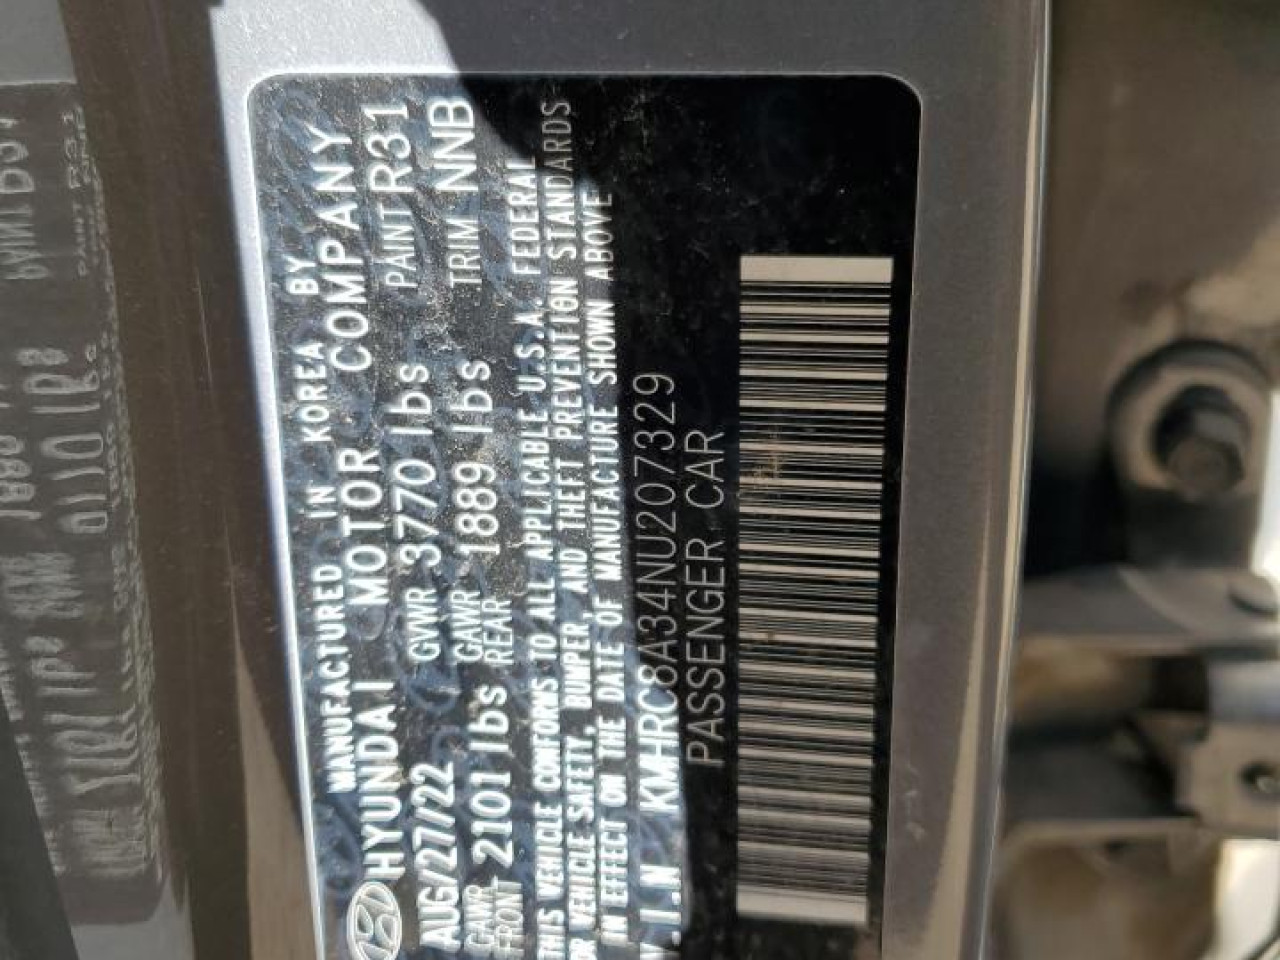 MANUFACTURED IN KOREA BY
HYUNDAI MOTOR COMPANY
AUG/27/22 GVWR 3770 lbs PAINT R31
GAWR FRONT 2101 lbs GAWR REAR 1889 lbs TRIM NNB
THIS VEHICLE CONFORMS TO ALL APPLICABLE U.S.A. FEDERAL
OR VEHICLE SAFETY, BUMPER, AND THEFT PREVENTION STANDARDS
IN EFFECT ON THE DATE OF MANUFACTURE SHOWN ABOVE
V.I.N KMHRC8A34NU207329
PASSENGER CAR